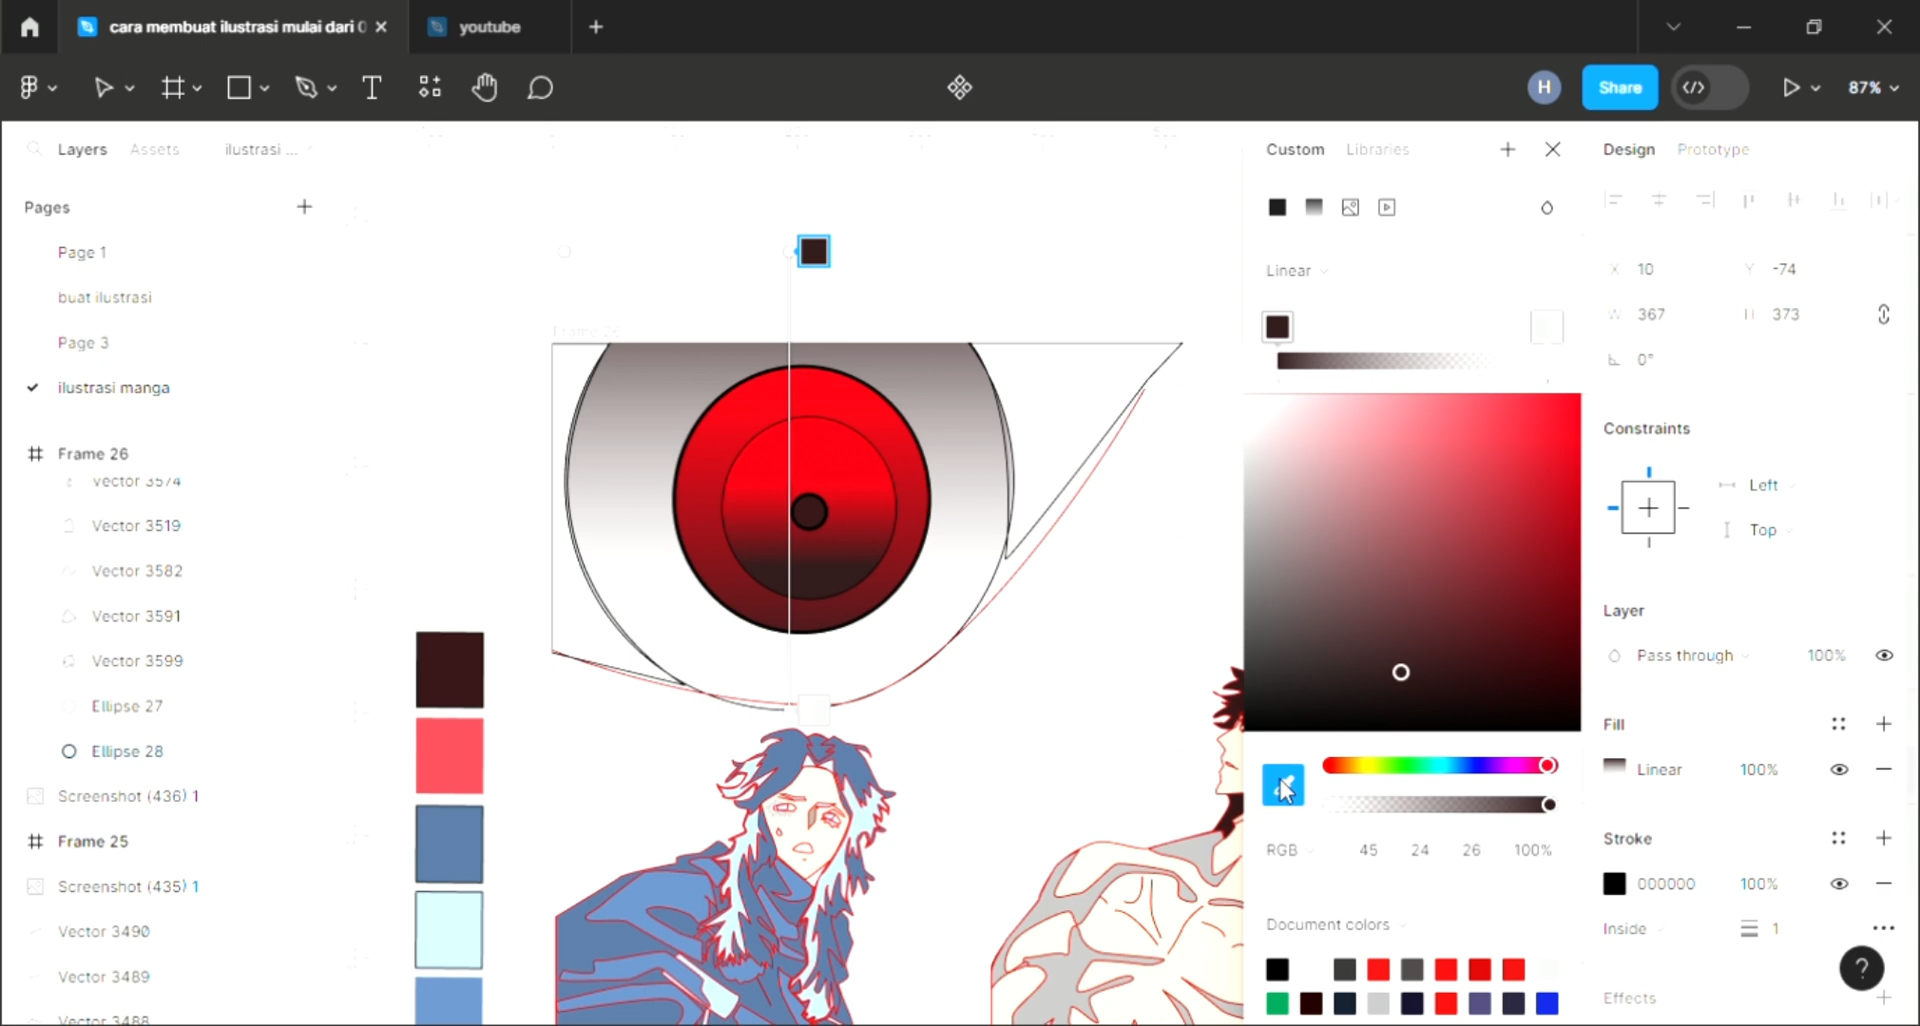 cara membuat ilustrasi mulai dari 0
youtube
H
Share
87%
Layers
Assets
ilustrasi ...
Pages
Page 1
buat ilustrasi
Page 3
ilustrasi manga
Frame 26
Vector 3574
Vector 3519
Vector 3582
Vector 3591
Vector 3599
Ellipse 27
Ellipse 28
Screenshot (436) 1
Frame 25
Screenshot (435) 1
Vector 3490
Vector 3489
Vector 3488
Frame 26
Custom
Libraries
Linear
RGB
45
24
26
100%
Document colors
Design
Prototype
X
10
Y
-74
W
367
H
373
0°
Constraints
Left
Top
Layer
Pass through
100%
Fill
Linear
100%
Stroke
000000
100%
Inside
1
?
Effects